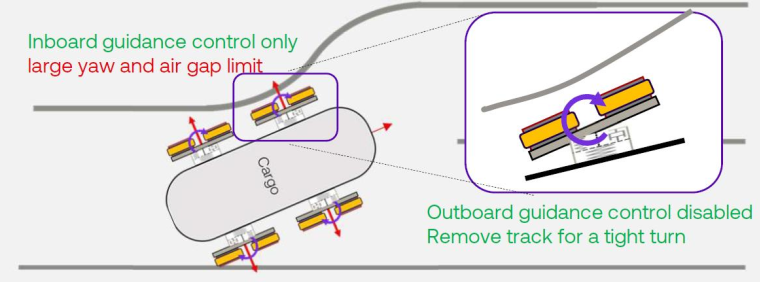 Inboard guidance control only
large yaw and air gap limit
Cargo
Outboard guidance control disabled
Remove track for a tight turn